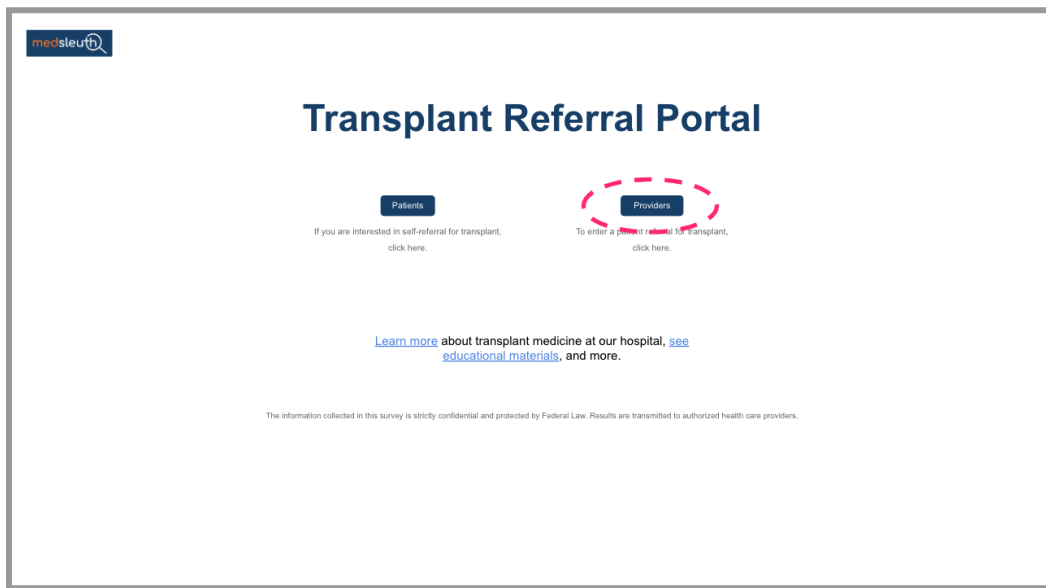 medsleuth
Transplant Referral Portal
Patients
If you are interested in self-referral for transplant,
click here.
Providers
To enter a patient referral for transplant,
click here.
Learn more about transplant medicine at our hospital, see
educational materials, and more.
The information collected in this survey is strictly confidential and protected by Federal Law. Results are transmitted to authorized health care providers.